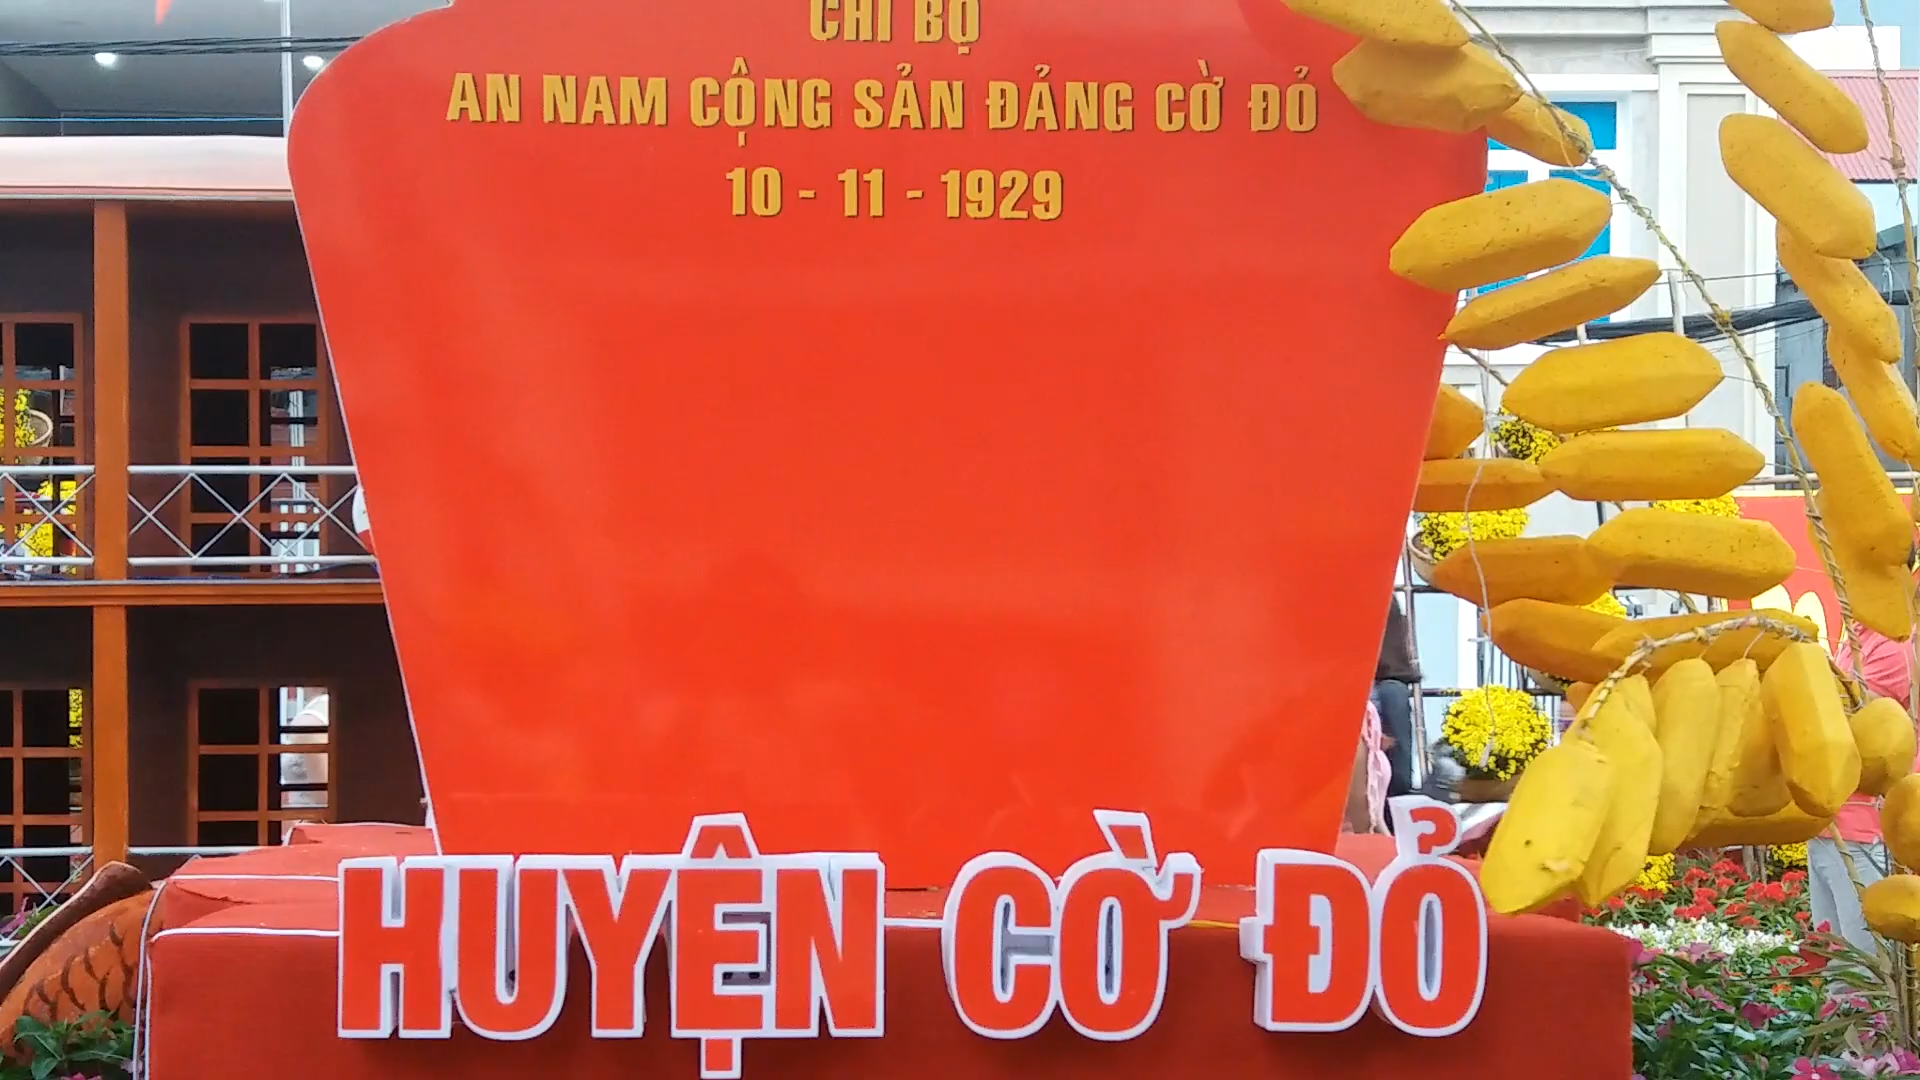 CHI BỘ
AN NAM CỘNG SẢN ĐẢNG CỜ ĐỎ
10 - 11 - 1929
HUYỆN CỜ ĐỎ